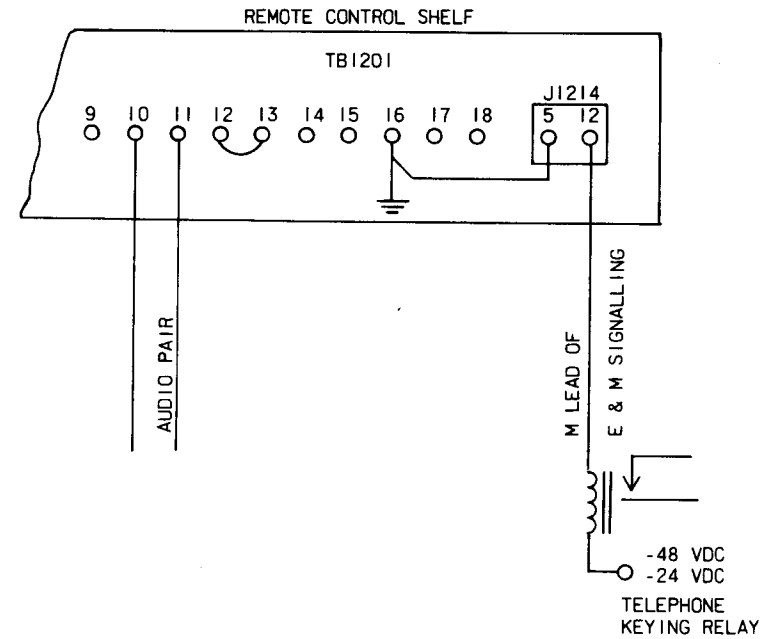 REMOTE CONTROL SHELF
TB1201
J1214
9 10 11 12 13 14 15 16 17 18 5 12
AUDIO PAIR
M LEAD OF
E & M SIGNALLING
-48 VDC
-24 VDC
TELEPHONE
KEYING RELAY